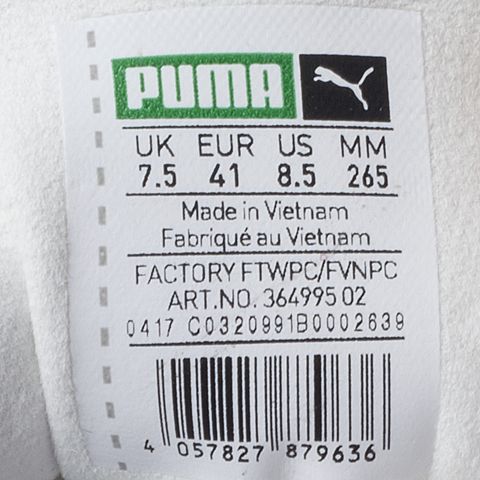 PUMA
UK EUR US MM
7.5 41 8.5 265
Made in Vietnam
Fabriqué au Vietnam
FACTORY FTWPC/FVNPC
ART.NO. 364995 02
0417 C0320991B0002639
4 057827 879636